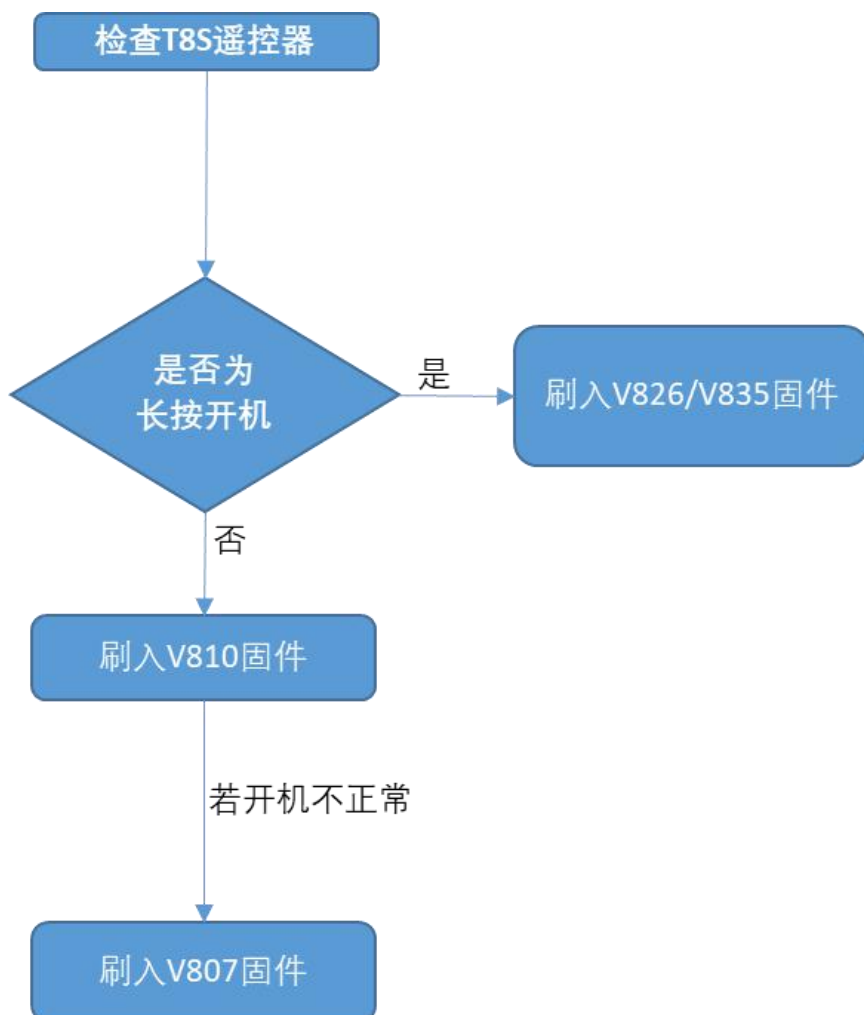 检查T8S遥控器
是否为
长按开机
是
刷入V826/V835固件
否
刷入V810固件
若开机不正常
刷入V807固件